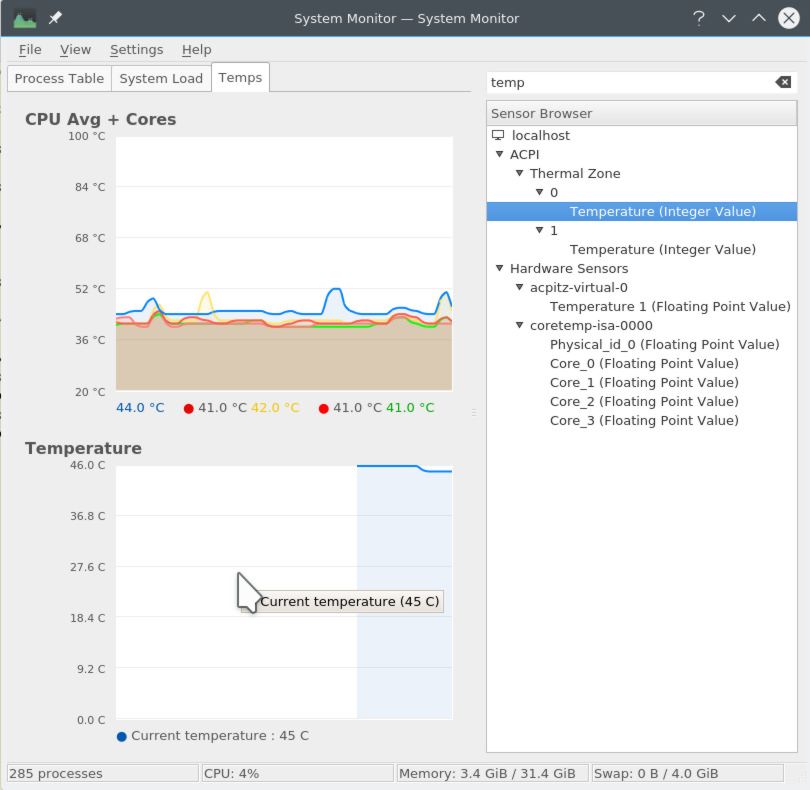 System Monitor — System Monitor
File View Settings Help
Process Table System Load Temps
CPU Avg + Cores
100 °C
84 °C
68 °C
52 °C
36 °C
20 °C
44.0 °C 41.0 °C 42.0 °C 41.0 °C 41.0 °C
Temperature
46.0 C
36.8 C
27.6 C
18.4 C
9.2 C
0.0 C
Current temperature (45 C)
Current temperature : 45 C
temp
Sensor Browser
localhost
ACPI
Thermal Zone
0
Temperature (Integer Value)
1
Temperature (Integer Value)
Hardware Sensors
acpitz-virtual-0
Temperature 1 (Floating Point Value)
coretemp-isa-0000
Physical_id_0 (Floating Point Value)
Core_0 (Floating Point Value)
Core_1 (Floating Point Value)
Core_2 (Floating Point Value)
Core_3 (Floating Point Value)
285 processes CPU: 4% Memory: 3.4 GiB / 31.4 GiB Swap: 0 B / 4.0 GiB